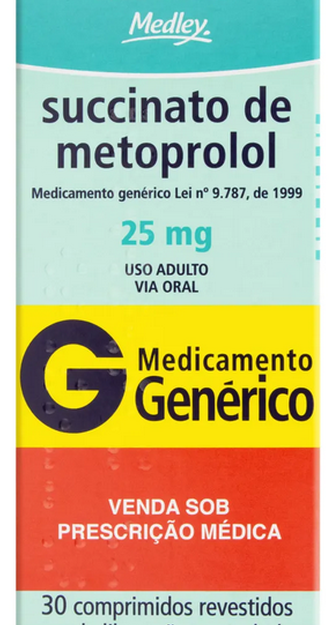 Medley.
succinato de
metoprolol
Medicamento genérico Lei nº 9.787, de 1999
25 mg
USO ADULTO
VIA ORAL
G Medicamento
Genérico
VENDA SOB
PRESCRIÇÃO MÉDICA
30 comprimidos revestidos